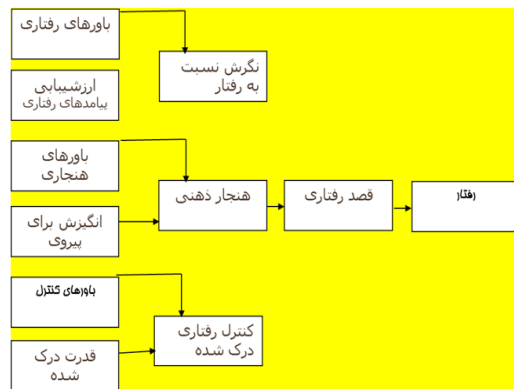 باورهای رفتاری
ارزشیبابی
پیامدهای رفتاری
نگرش نسبت
به رفتار
باورهای
هنجاری
انگیزش برای
پیروی
هنجار ذهنی
قصد رفتاری
رفتار
باورهای کنترل
قدرت درک
شده
کنترل رفتاری
درک شده